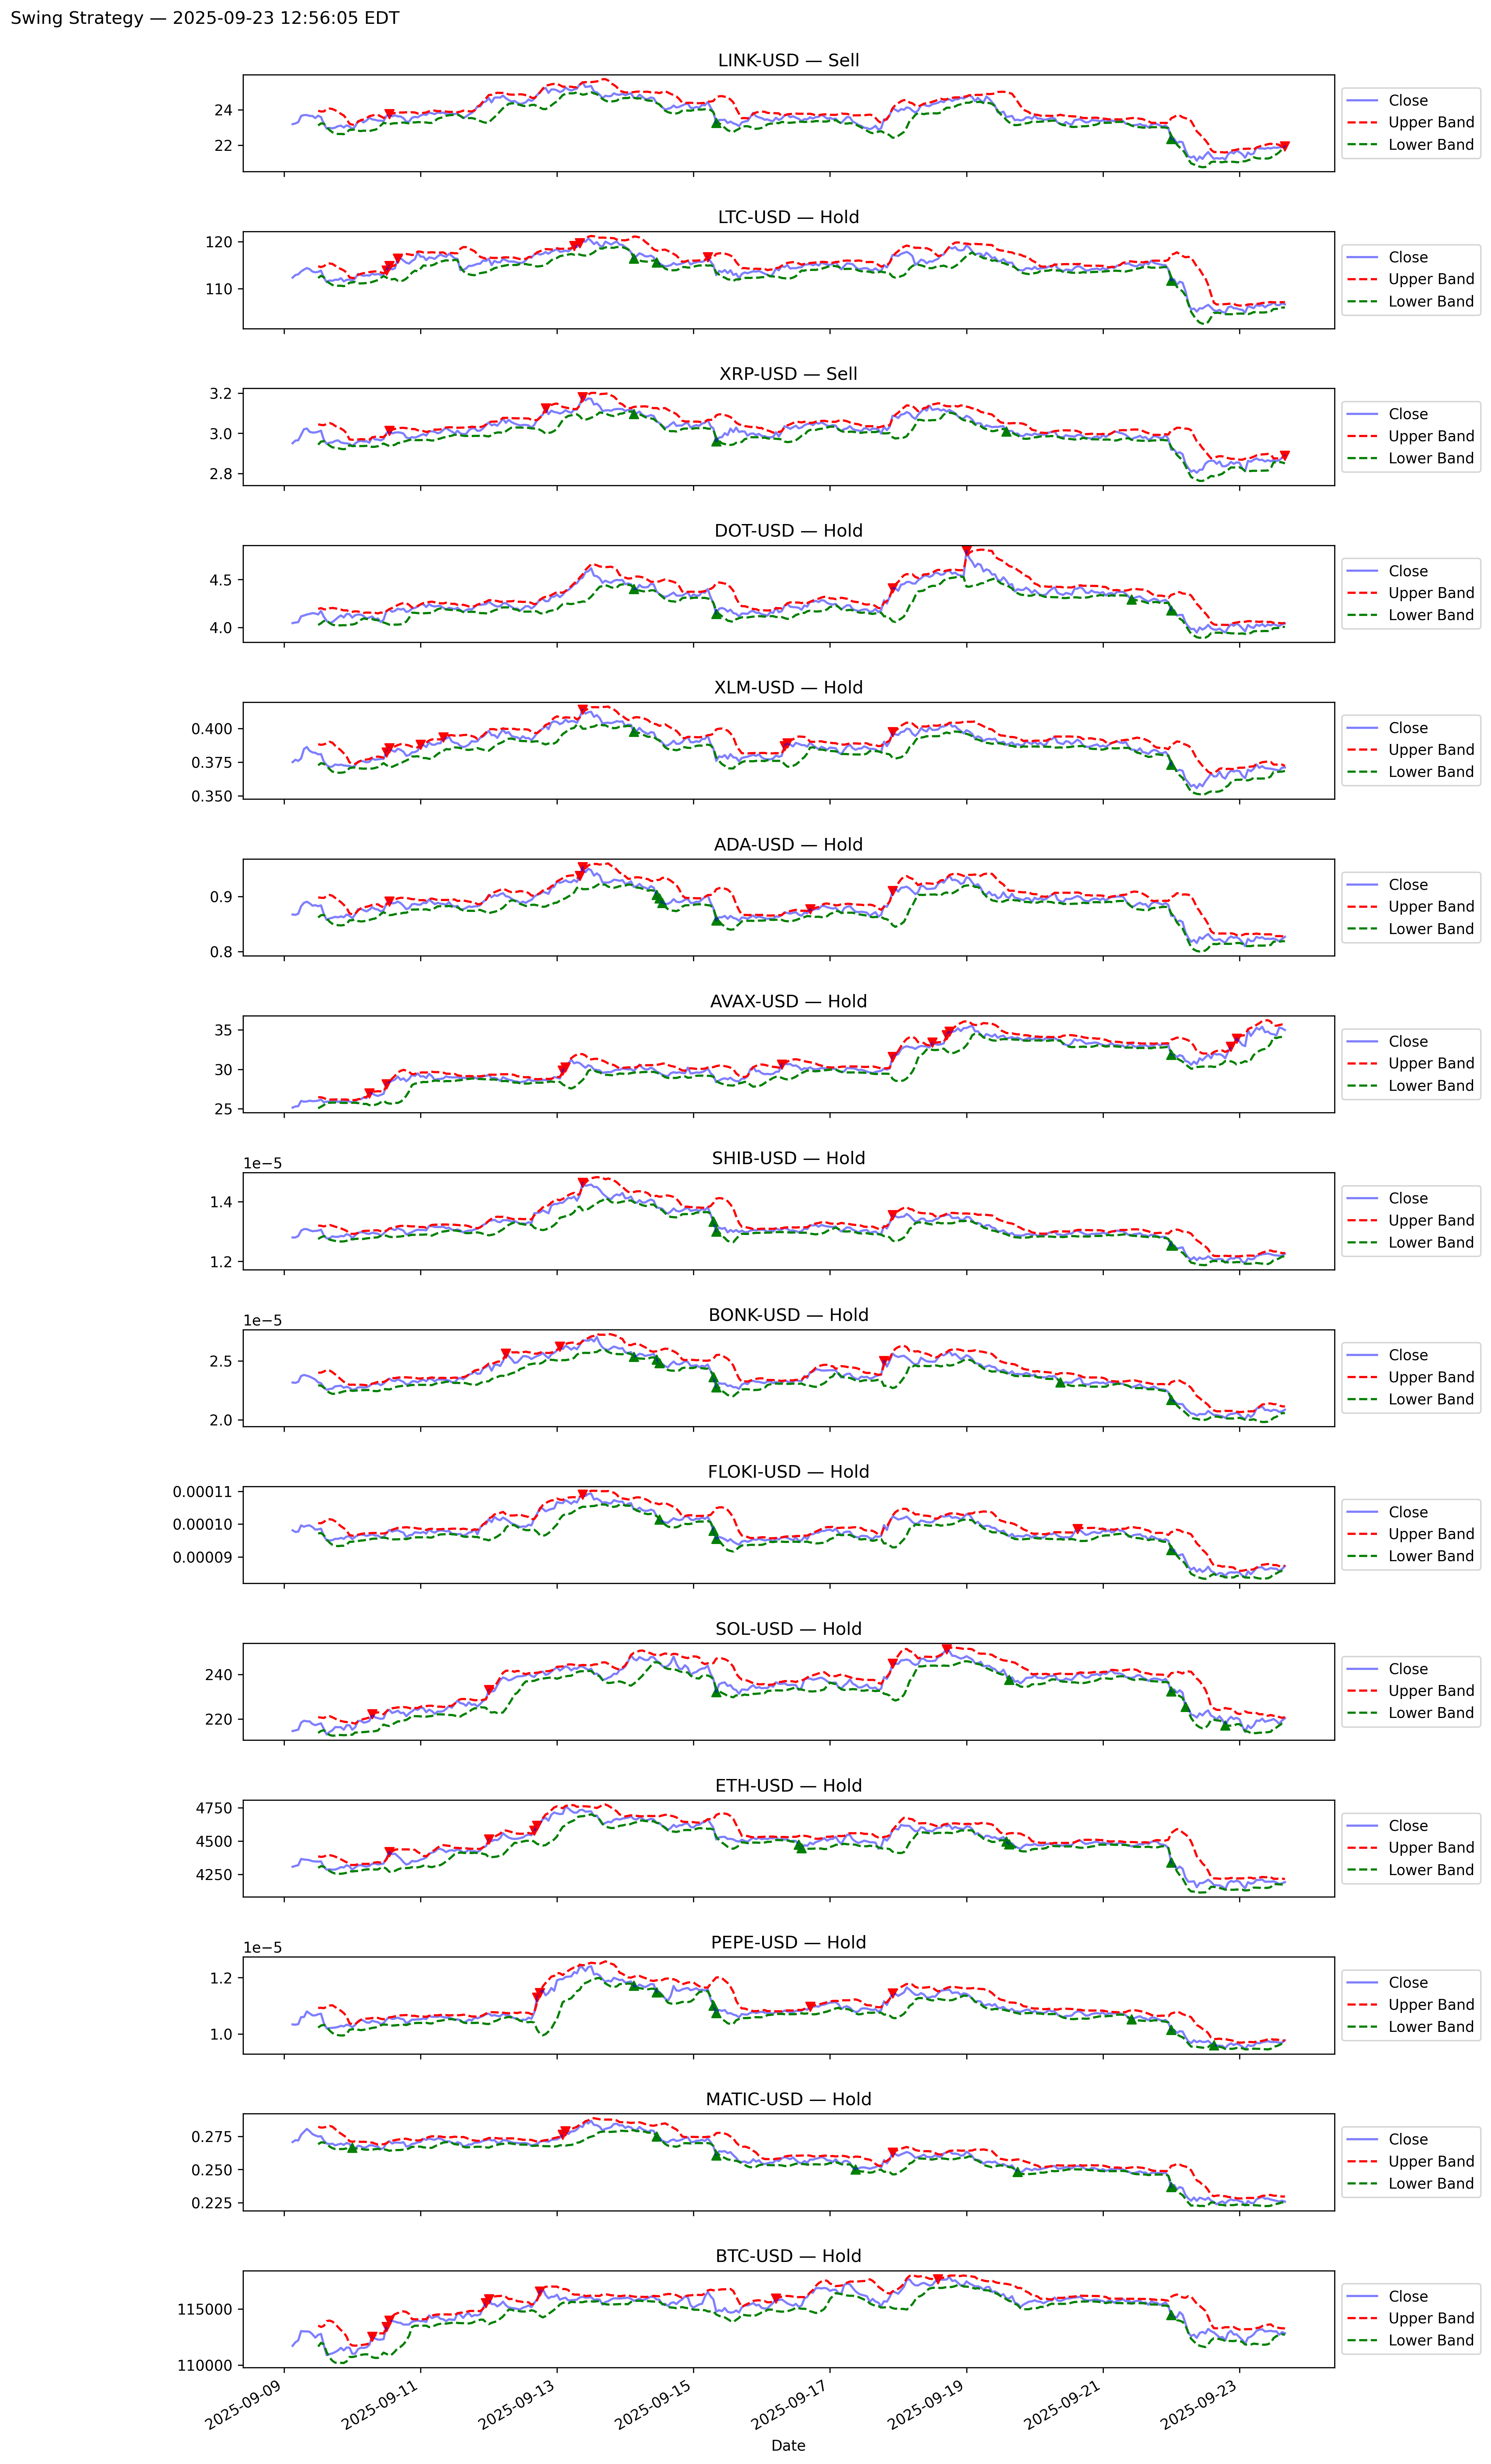 Swing Strategy — 2025-09-23 12:56:05 EDT
LINK-USD — Sell
24
22
Close
Upper Band
Lower Band
LTC-USD — Hold
120
110
Close
Upper Band
Lower Band
XRP-USD — Sell
3.2
3.0
2.8
Close
Upper Band
Lower Band
DOT-USD — Hold
4.5
4.0
Close
Upper Band
Lower Band
XLM-USD — Hold
0.400
0.375
0.350
Close
Upper Band
Lower Band
ADA-USD — Hold
0.9
0.8
Close
Upper Band
Lower Band
AVAX-USD — Hold
35
30
25
Close
Upper Band
Lower Band
SHIB-USD — Hold
1e−5
1.4
1.2
Close
Upper Band
Lower Band
BONK-USD — Hold
1e−5
2.5
2.0
Close
Upper Band
Lower Band
FLOKI-USD — Hold
0.00011
0.00010
0.00009
Close
Upper Band
Lower Band
SOL-USD — Hold
240
220
Close
Upper Band
Lower Band
ETH-USD — Hold
4750
4500
4250
Close
Upper Band
Lower Band
PEPE-USD — Hold
1e−5
1.2
1.0
Close
Upper Band
Lower Band
MATIC-USD — Hold
0.275
0.250
0.225
Close
Upper Band
Lower Band
BTC-USD — Hold
115000
110000
Close
Upper Band
Lower Band
2025-09-09
2025-09-11
2025-09-13
2025-09-15
2025-09-17
2025-09-19
2025-09-21
2025-09-23
Date